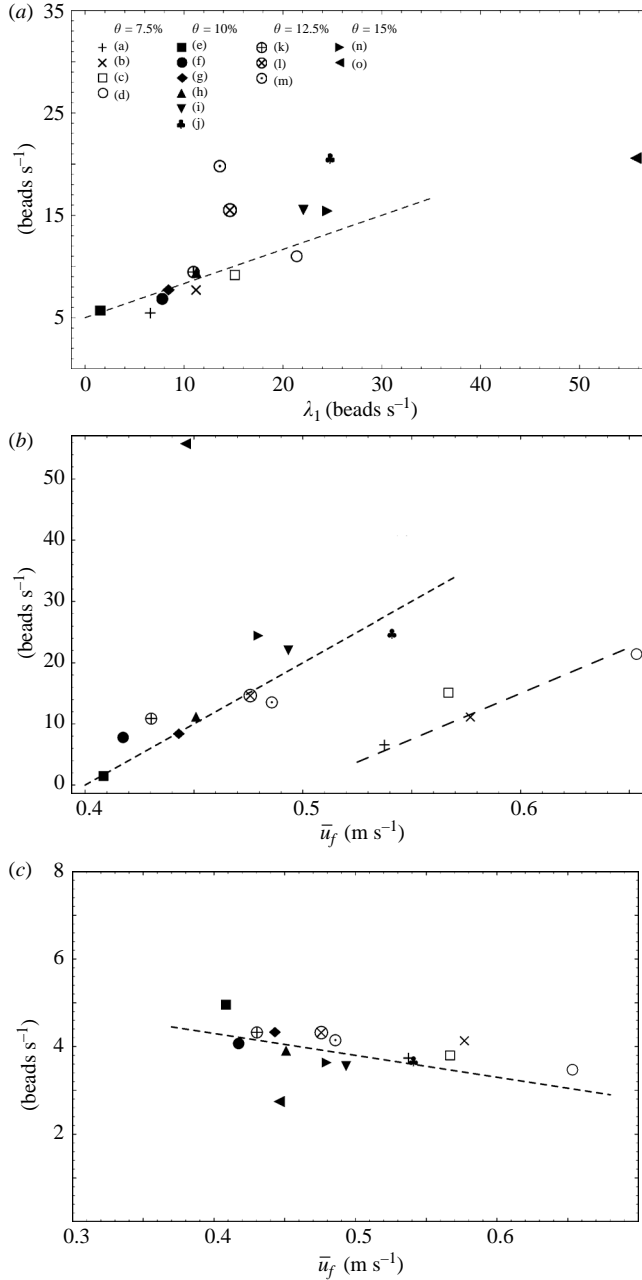 (a)
35
θ = 7.5% θ = 10% θ = 12.5% θ = 15%
(a) (e) (k) (n)
(b) (f) (l) (o)
(c) (g) (m)
(d) (h)
(i)
(j)
25
15
5
(beads s⁻¹)
0 10 20 30 40 50
λ₁ (beads s⁻¹)
(b)
50
40
30
20
10
0
(beads s⁻¹)
0.4 0.5 0.6
ū_f (m s⁻¹)
(c)
8
6
4
2
(beads s⁻¹)
0.3 0.4 0.5 0.6
ū_f (m s⁻¹)